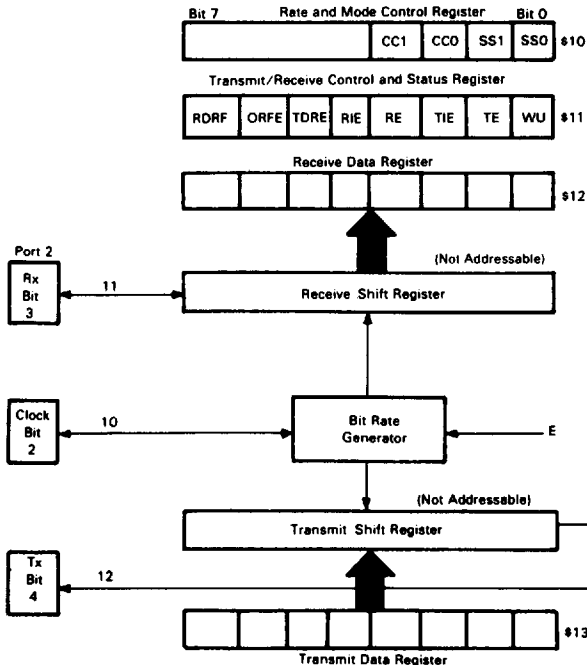 Bit 7 Rate and Mode Control Register Bit 0
CC1 CC0 SS1 SS0 $10
Transmit/Receive Control and Status Register
RDRF ORFE TDRE RIE RE TIE TE WU $11
Receive Data Register
$12
Port 2
(Not Addressable)
Rx
Bit
3
11
Receive Shift Register
Clock
Bit
2
10
Bit Rate
Generator
E
(Not Addressable)
Transmit Shift Register
Tx
Bit
4
12
$13
Transmit Data Register